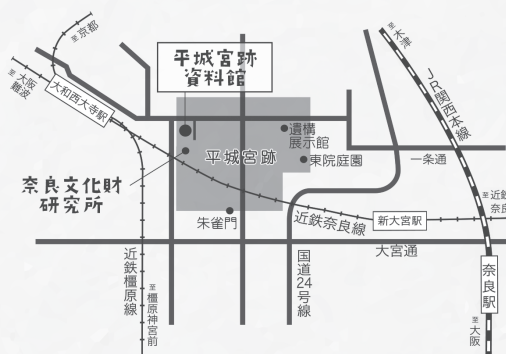 至京都
至木津
平城宮跡
資料館
至大阪
難波
大和西大寺駅
JR関西本線
遺構
展示館
平城宮跡
東院庭園
一条通
奈良文化財
研究所
至近鉄
奈良
朱雀門
近鉄奈良線
新大宮駅
大宮通
近鉄橿原線
至橿原神宮前
国道24号線
奈良駅
至大阪